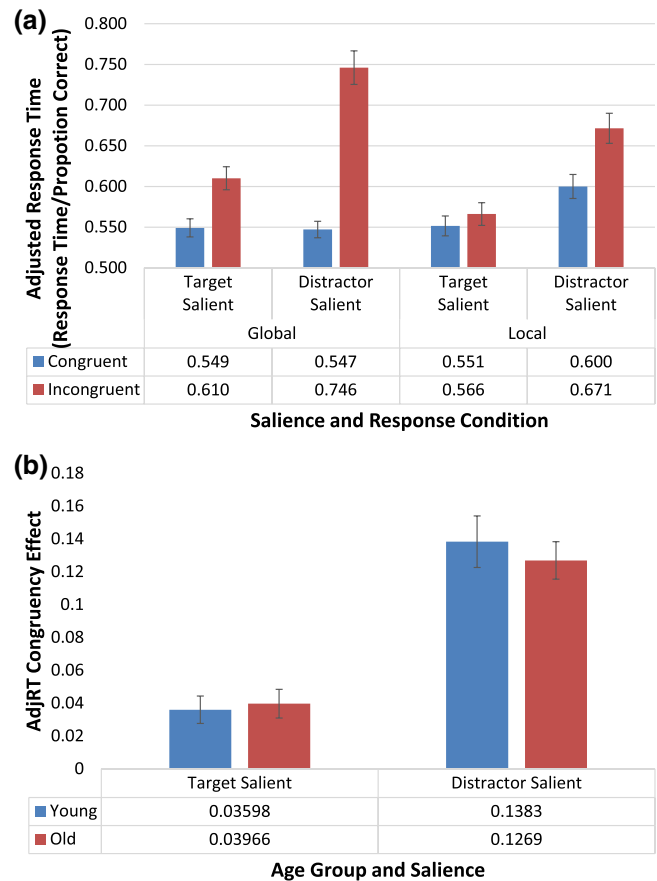 (a)
Adjusted Response Time
(Response Time/Propotion Correct)
0.800
0.750
0.700
0.650
0.600
0.550
0.500
Target Salient Distractor Salient Target Salient Distractor Salient
Global Local
Congruent 0.549 0.547 0.551 0.600
Incongruent 0.610 0.746 0.566 0.671
Salience and Response Condition
(b)
AdjRT Congruency Effect
0.18
0.16
0.14
0.12
0.1
0.08
0.06
0.04
0.02
0
Target Salient Distractor Salient
Young 0.03598 0.1383
Old 0.03966 0.1269
Age Group and Salience